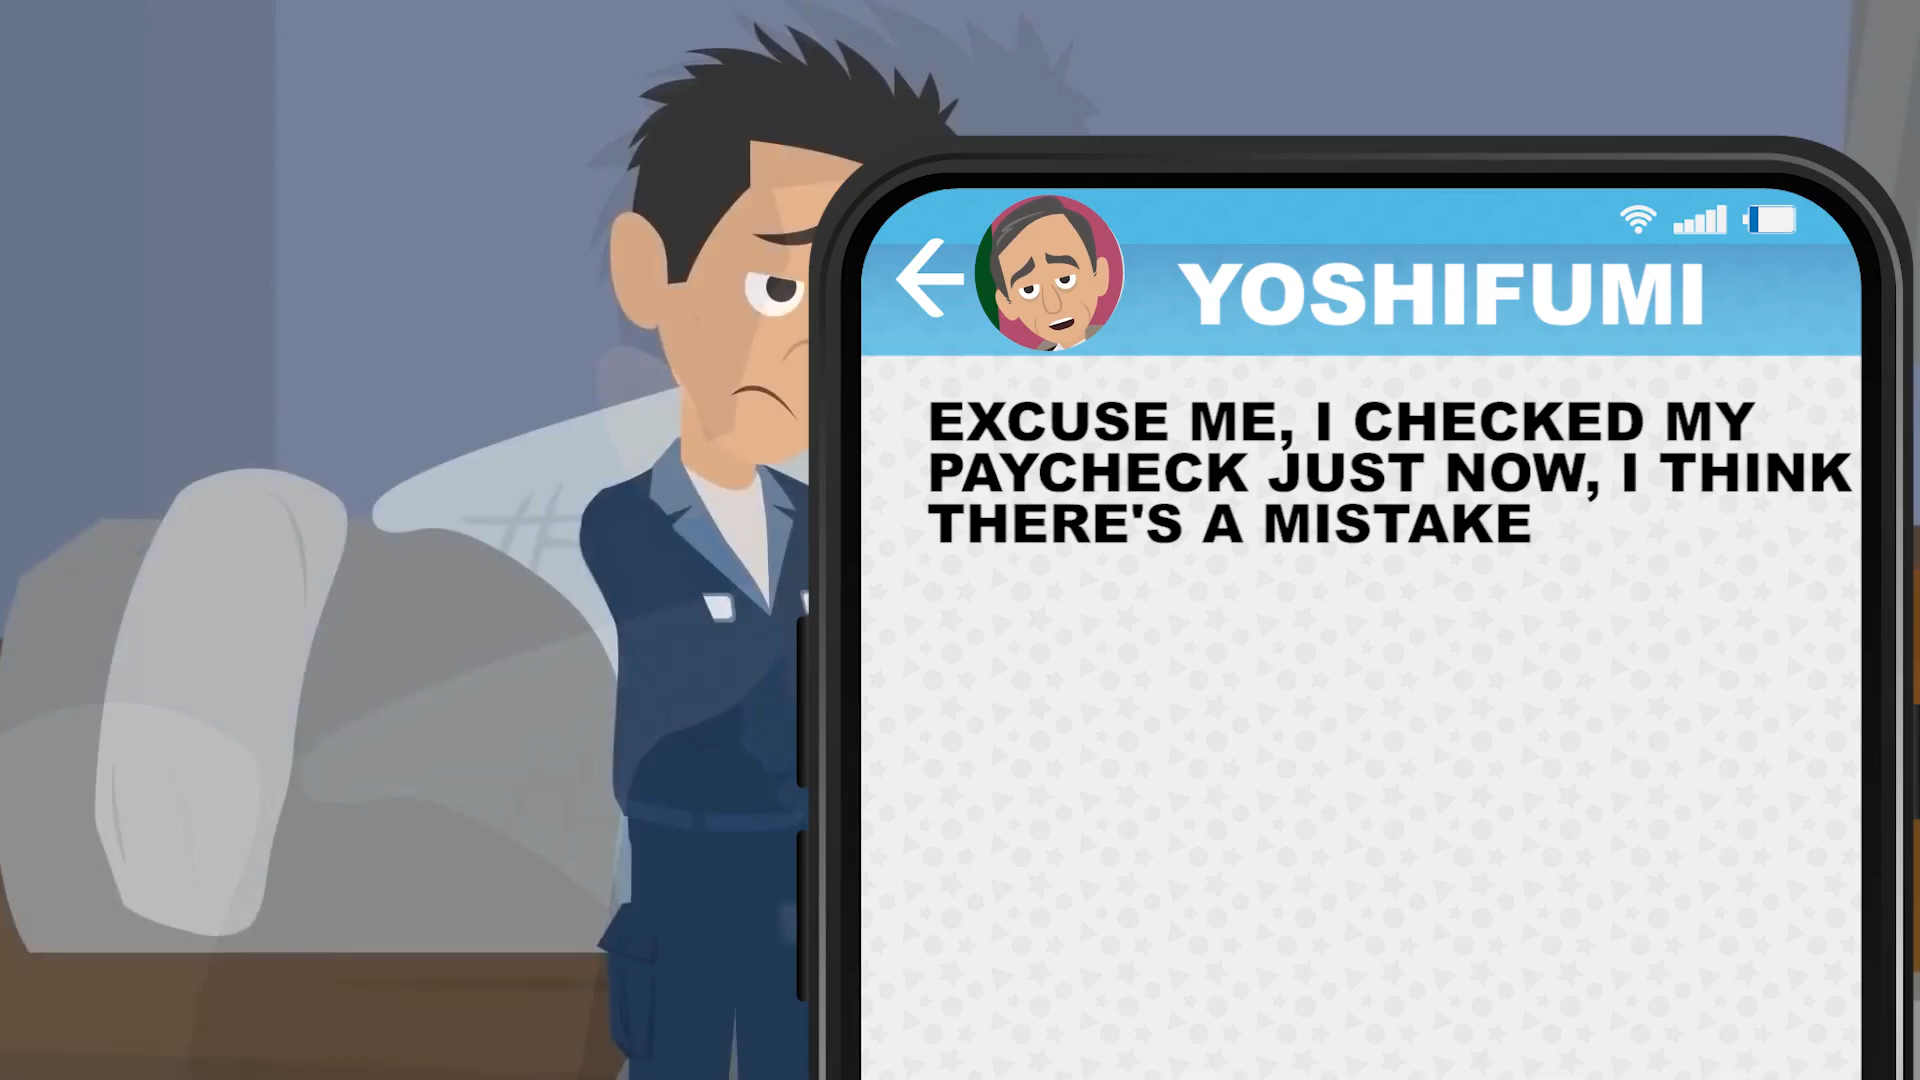 YOSHIFUMI
EXCUSE ME, I CHECKED MY
PAYCHECK JUST NOW, I THINK
THERE'S A MISTAKE